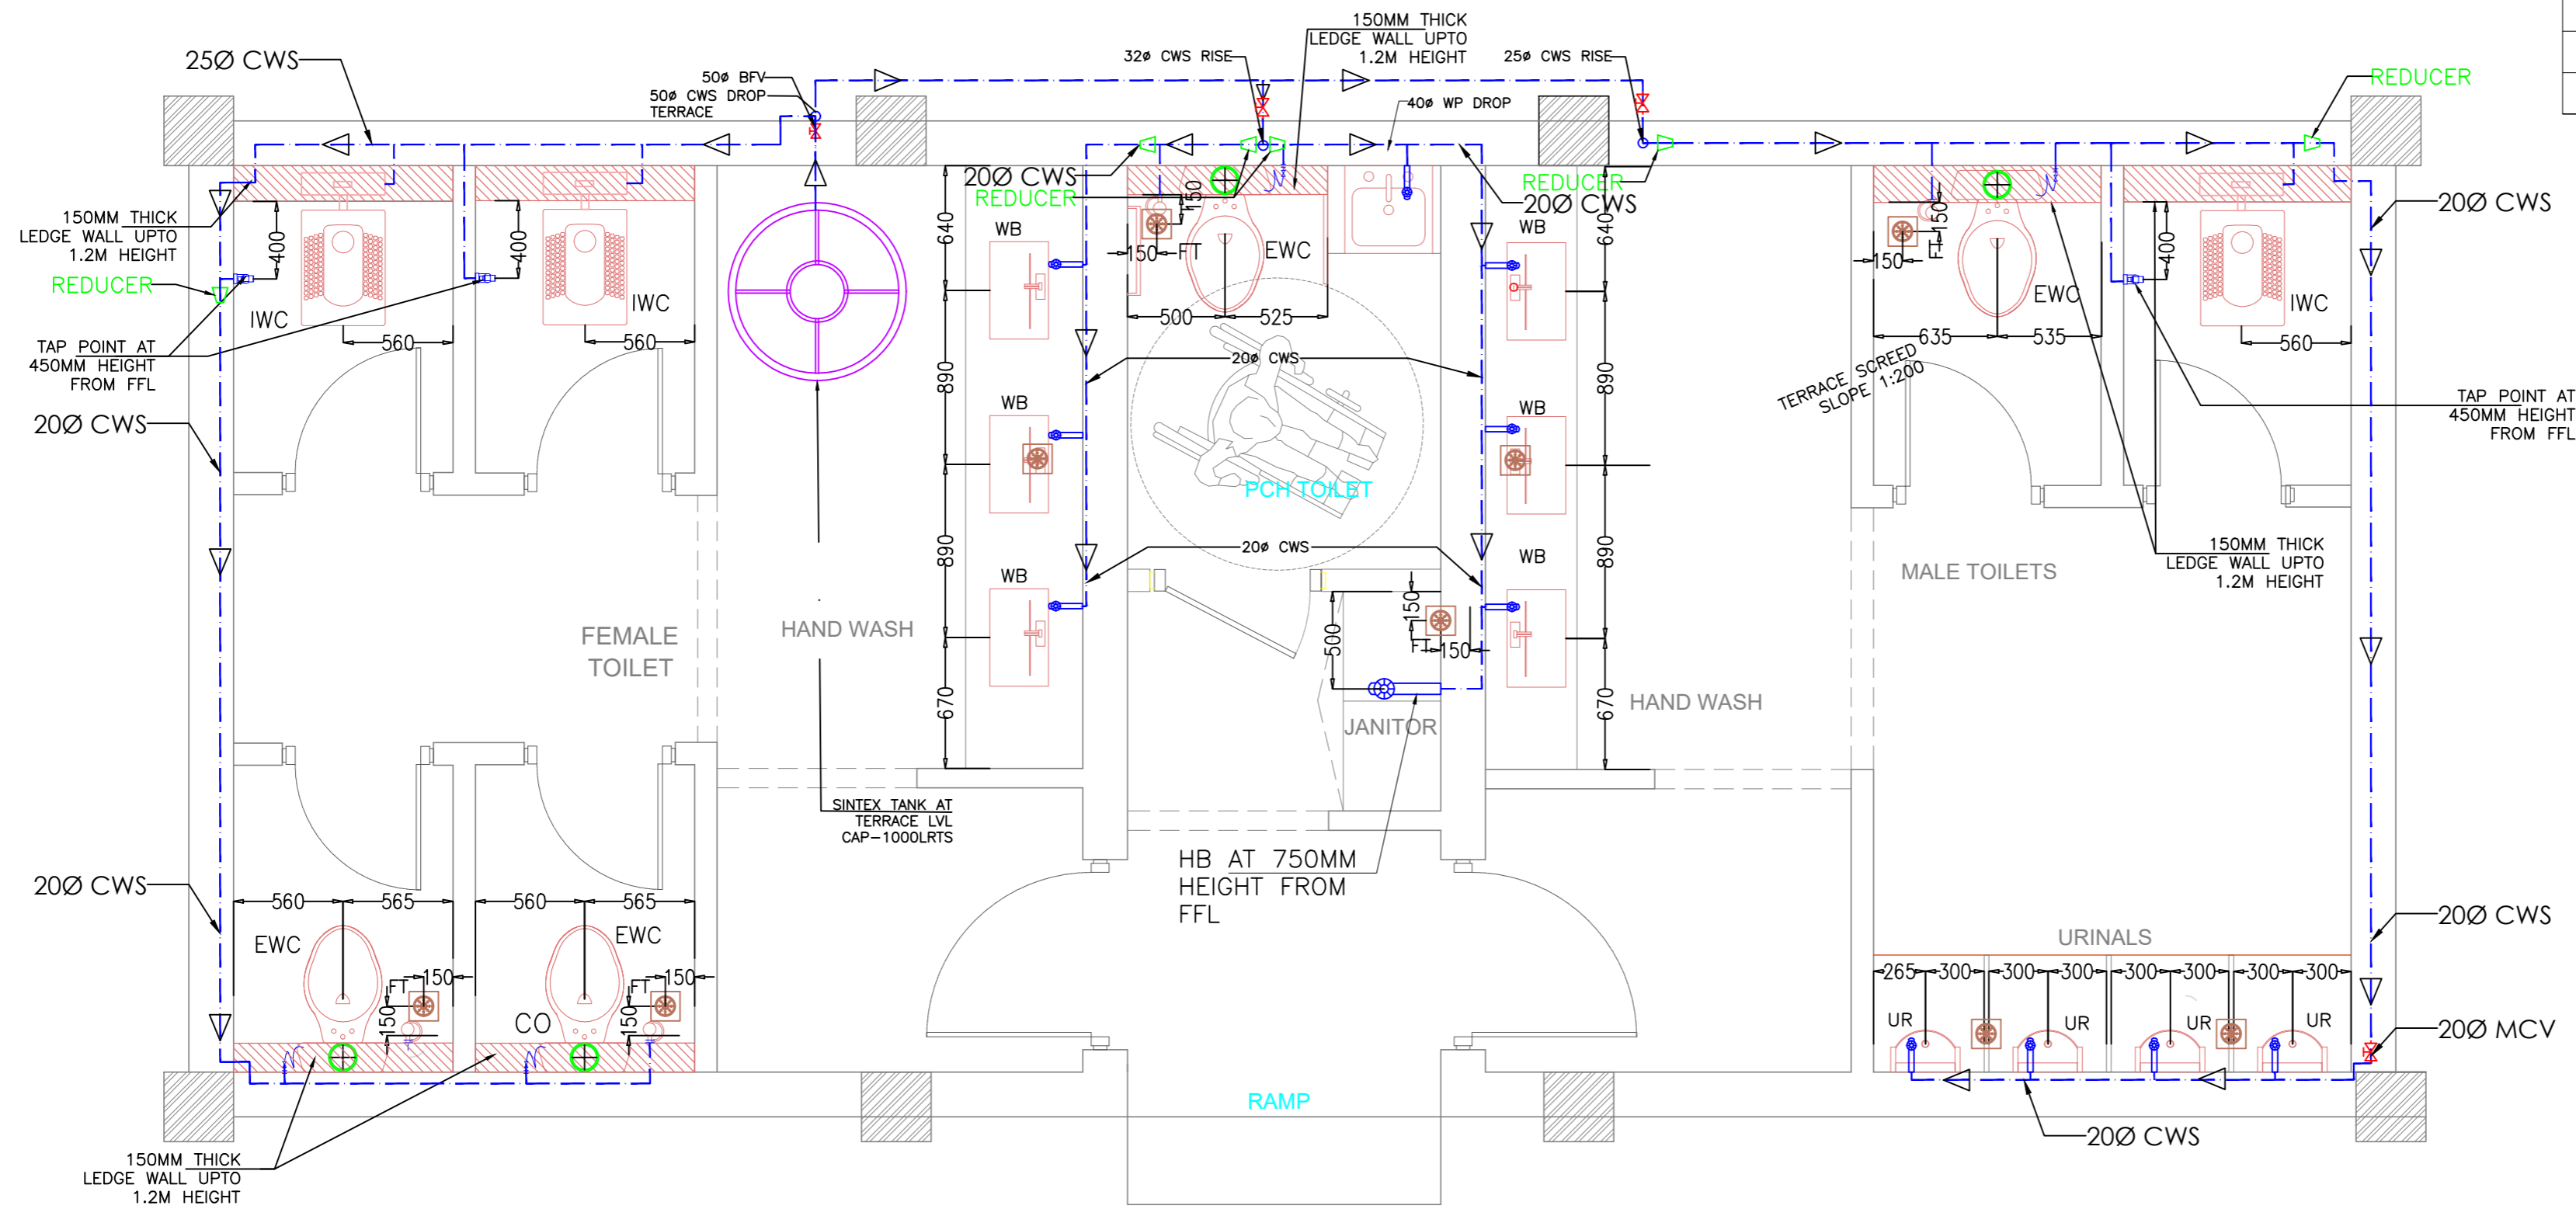 150MM THICK
LEDGE WALL UPTO
1.2M HEIGHT
25Ø CWS
32ø CWS RISE
25ø CWS RISE
50ø BFV
50ø CWS DROP
TERRACE
REDUCER
40ø WP DROP
20Ø CWS
REDUCER
REDUCER
20Ø CWS
20Ø CWS
150MM THICK
LEDGE WALL UPTO
1.2M HEIGHT
REDUCER
400
400
640
150
150
FT
EWC
640
WB
WB
150
150
FT
EWC
400
IWC
IWC
IWC
560
560
500
525
635
535
560
TAP POINT AT
450MM HEIGHT
FROM FFL
20ø CWS
TERRACE SCREED
SLOPE 1:200
890
890
WB
WB
TAP POINT AT
450MM HEIGHT
FROM FFL
20Ø CWS
PCH TOILET
20ø CWS
890
890
WB
WB
150MM THICK
LEDGE WALL UPTO
1.2M HEIGHT
MALE TOILETS
FEMALE
TOILET
HAND WASH
150
500
FT
150
670
670
HAND WASH
JANITOR
SINTEX TANK AT
TERRACE LVL
CAP-1000LRTS
HB AT 750MM
HEIGHT FROM
FFL
20Ø CWS
560
565
560
565
EWC
EWC
20Ø CWS
URINALS
265
300
300
300
300
300
300
300
FT
150
150
FT
150
150
CO
UR
UR
UR
UR
20Ø MCV
RAMP
20Ø CWS
150MM THICK
LEDGE WALL UPTO
1.2M HEIGHT